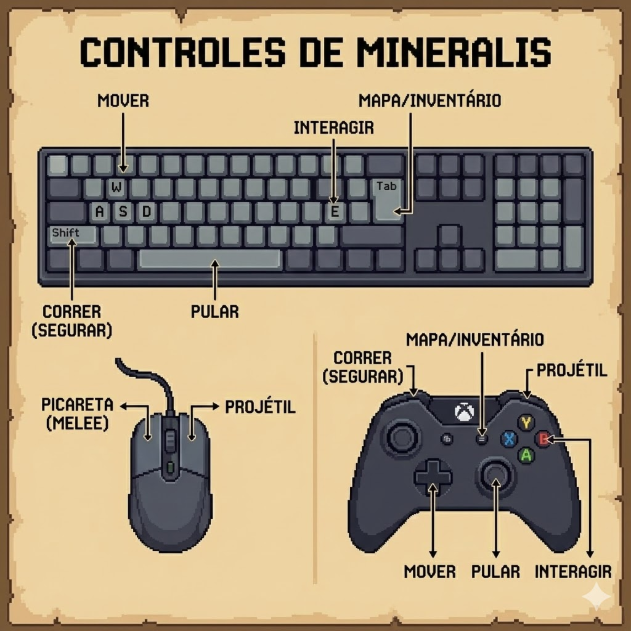 CONTROLES DE MINERALIS
MOVER
MAPA/INVENTÁRIO
INTERAGIR
W
Tab
A S D
E
Shift
CORRER
(SEGURAR)
PULAR
MAPA/INVENTÁRIO
CORRER
(SEGURAR)
PROJÉTIL
PICARETA
(MELEE)
PROJÉTIL
Y
X
B
A
MOVER
PULAR
INTERAGIR